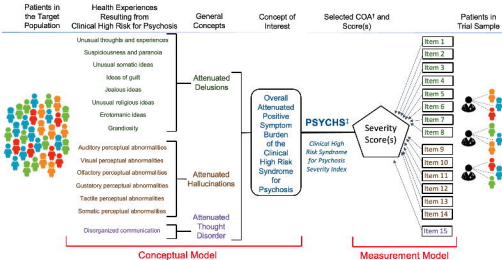 Patients in
the Target
Population
Health Experiences
Resulting from
Clinical High Risk for Psychosis
General
Concepts
Concept of
Interest
Selected COA† and
Score(s)
Patients in
Trial Sample
Unusual thoughts and experiences
Suspiciousness and paranoia
Unusual somatic ideas
Ideas of guilt
Jealous ideas
Unusual religious ideas
Erotomanic ideas
Grandiosity
Auditory perceptual abnormalities
Visual perceptual abnormalities
Olfactory perceptual abnormalities
Gustatory perceptual abnormalities
Tactile perceptual abnormalities
Somatic perceptual abnormalities
Disorganized communication
Attenuated
Delusions
Attenuated
Hallucinations
Attenuated
Thought
Disorder
Overall
Attenuated
Positive
Symptom
Burden
of the
Clinical
High Risk
Syndrome
for
Psychosis
PSYCHS‡
Clinical High
Risk Syndrome
for Psychosis
Severity Index
Severity
Score(s)
Item 1
Item 2
Item 3
Item 4
Item 5
Item 6
Item 7
Item 8
Item 9
Item 10
Item 11
Item 12
Item 13
Item 14
Item 15
Conceptual Model
Measurement Model